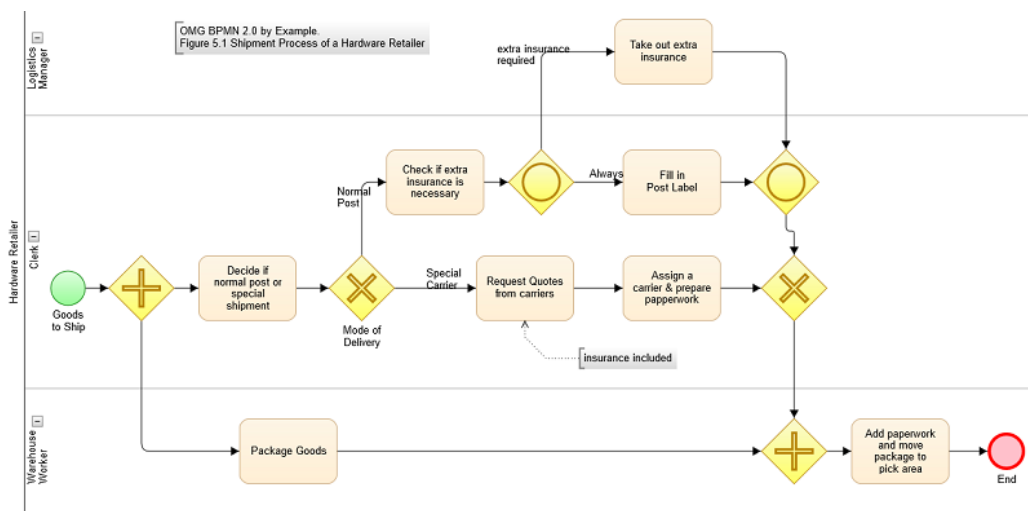 OMG BPMN 2.0 by Example.
Figure 5.1 Shipment Process of a Hardware Retailer
Hardware Retailer
Logistics
Manager
extra insurance
required
Take out extra
insurance
Clerk
Normal
Post
Check if extra
insurance is
necessary
Always
Fill in
Post Label
Goods
to Ship
Decide if
normal post or
special
shipment
Mode of
Delivery
Special
Carrier
Request Quotes
from carriers
Assign a
carrier & prepare
papperwork
insurance included
Warehouse
Worker
Package Goods
Add paperwork
and move
package to
pick area
End